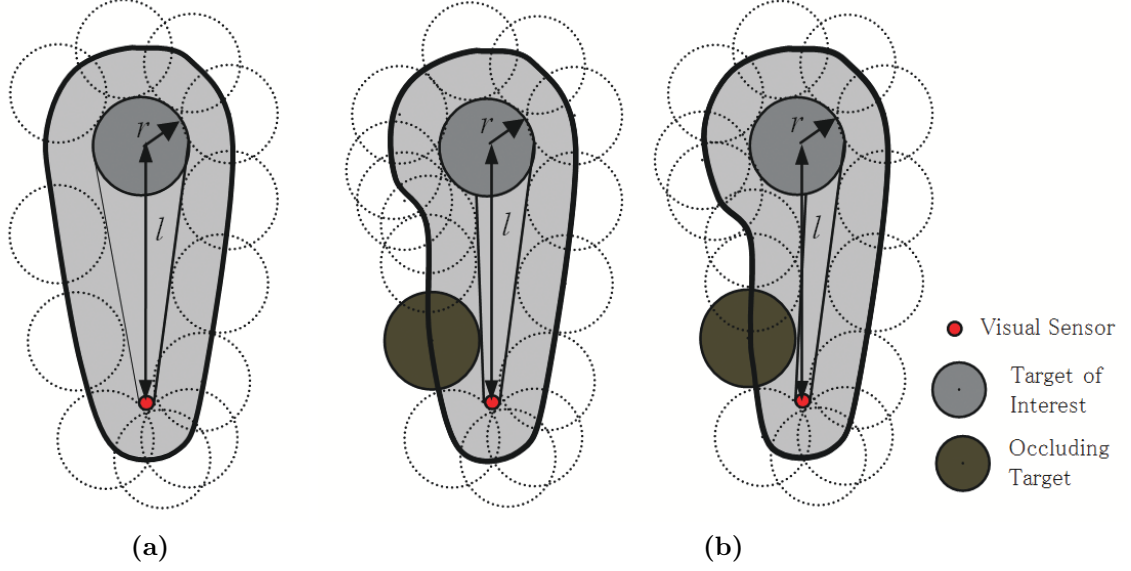 r
l
r
l
r
l
Visual Sensor
Target of
Interest
Occluding
Target
(a)
(b)